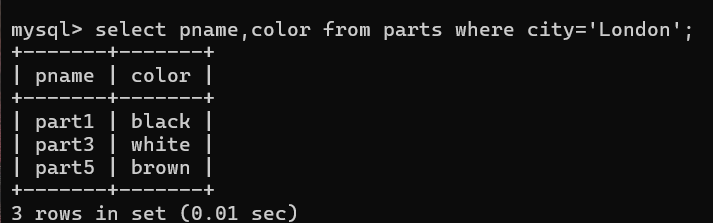 mysql> select pname,color from parts where city='London';
+-------+-------+
| pname | color |
+-------+-------+
| part1 | black |
| part3 | white |
| part5 | brown |
+-------+-------+
3 rows in set (0.01 sec)